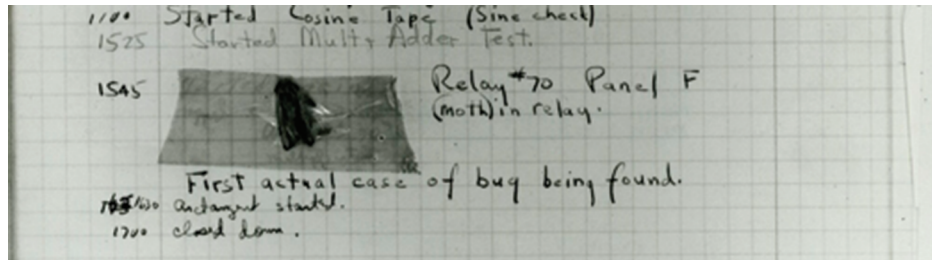 1100 Started Cosine Tape (Sine check)
1525 Started Mult + Adder Test.
1545 Relay #70 Panel F
(moth) in relay.
First actual case of bug being found.
1630 antangent started.
1700 closed down.